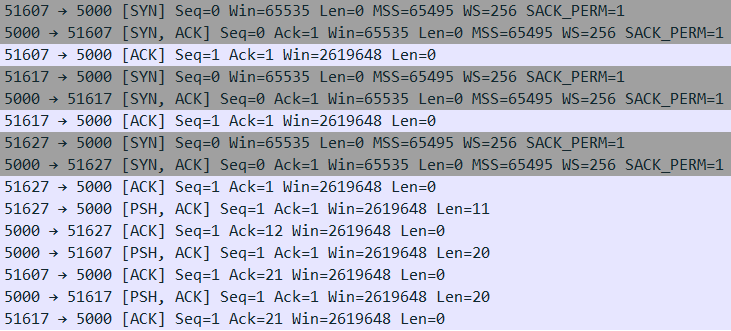 51607 → 5000 [SYN] Seq=0 Win=65535 Len=0 MSS=65495 WS=256 SACK_PERM=1
5000 → 51607 [SYN, ACK] Seq=0 Ack=1 Win=65535 Len=0 MSS=65495 WS=256 SACK_PERM=1
51607 → 5000 [ACK] Seq=1 Ack=1 Win=2619648 Len=0
51617 → 5000 [SYN] Seq=0 Win=65535 Len=0 MSS=65495 WS=256 SACK_PERM=1
5000 → 51617 [SYN, ACK] Seq=0 Ack=1 Win=65535 Len=0 MSS=65495 WS=256 SACK_PERM=1
51617 → 5000 [ACK] Seq=1 Ack=1 Win=2619648 Len=0
51627 → 5000 [SYN] Seq=0 Win=65535 Len=0 MSS=65495 WS=256 SACK_PERM=1
5000 → 51627 [SYN, ACK] Seq=0 Ack=1 Win=65535 Len=0 MSS=65495 WS=256 SACK_PERM=1
51627 → 5000 [ACK] Seq=1 Ack=1 Win=2619648 Len=0
51627 → 5000 [PSH, ACK] Seq=1 Ack=1 Win=2619648 Len=11
5000 → 51627 [ACK] Seq=1 Ack=12 Win=2619648 Len=0
5000 → 51607 [PSH, ACK] Seq=1 Ack=1 Win=2619648 Len=20
51607 → 5000 [ACK] Seq=1 Ack=21 Win=2619648 Len=0
5000 → 51617 [PSH, ACK] Seq=1 Ack=1 Win=2619648 Len=20
51617 → 5000 [ACK] Seq=1 Ack=21 Win=2619648 Len=0